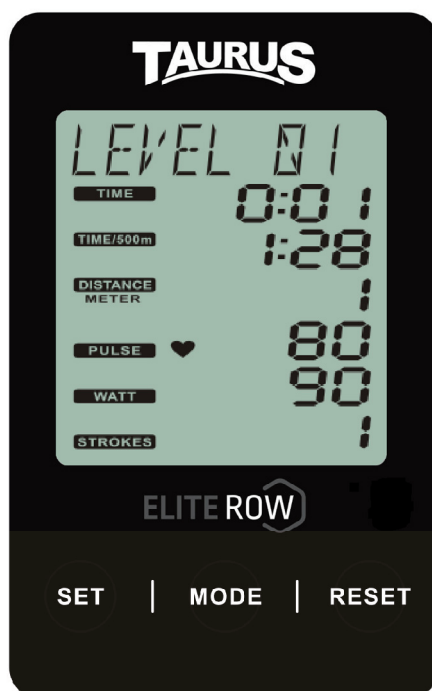 TAURUS
LEVEL 01
TIME 0:01
TIME/500m 1:28
DISTANCE 1
METER
PULSE 80
WATT 90
STROKES 1
ELITE ROW
SET | MODE | RESET